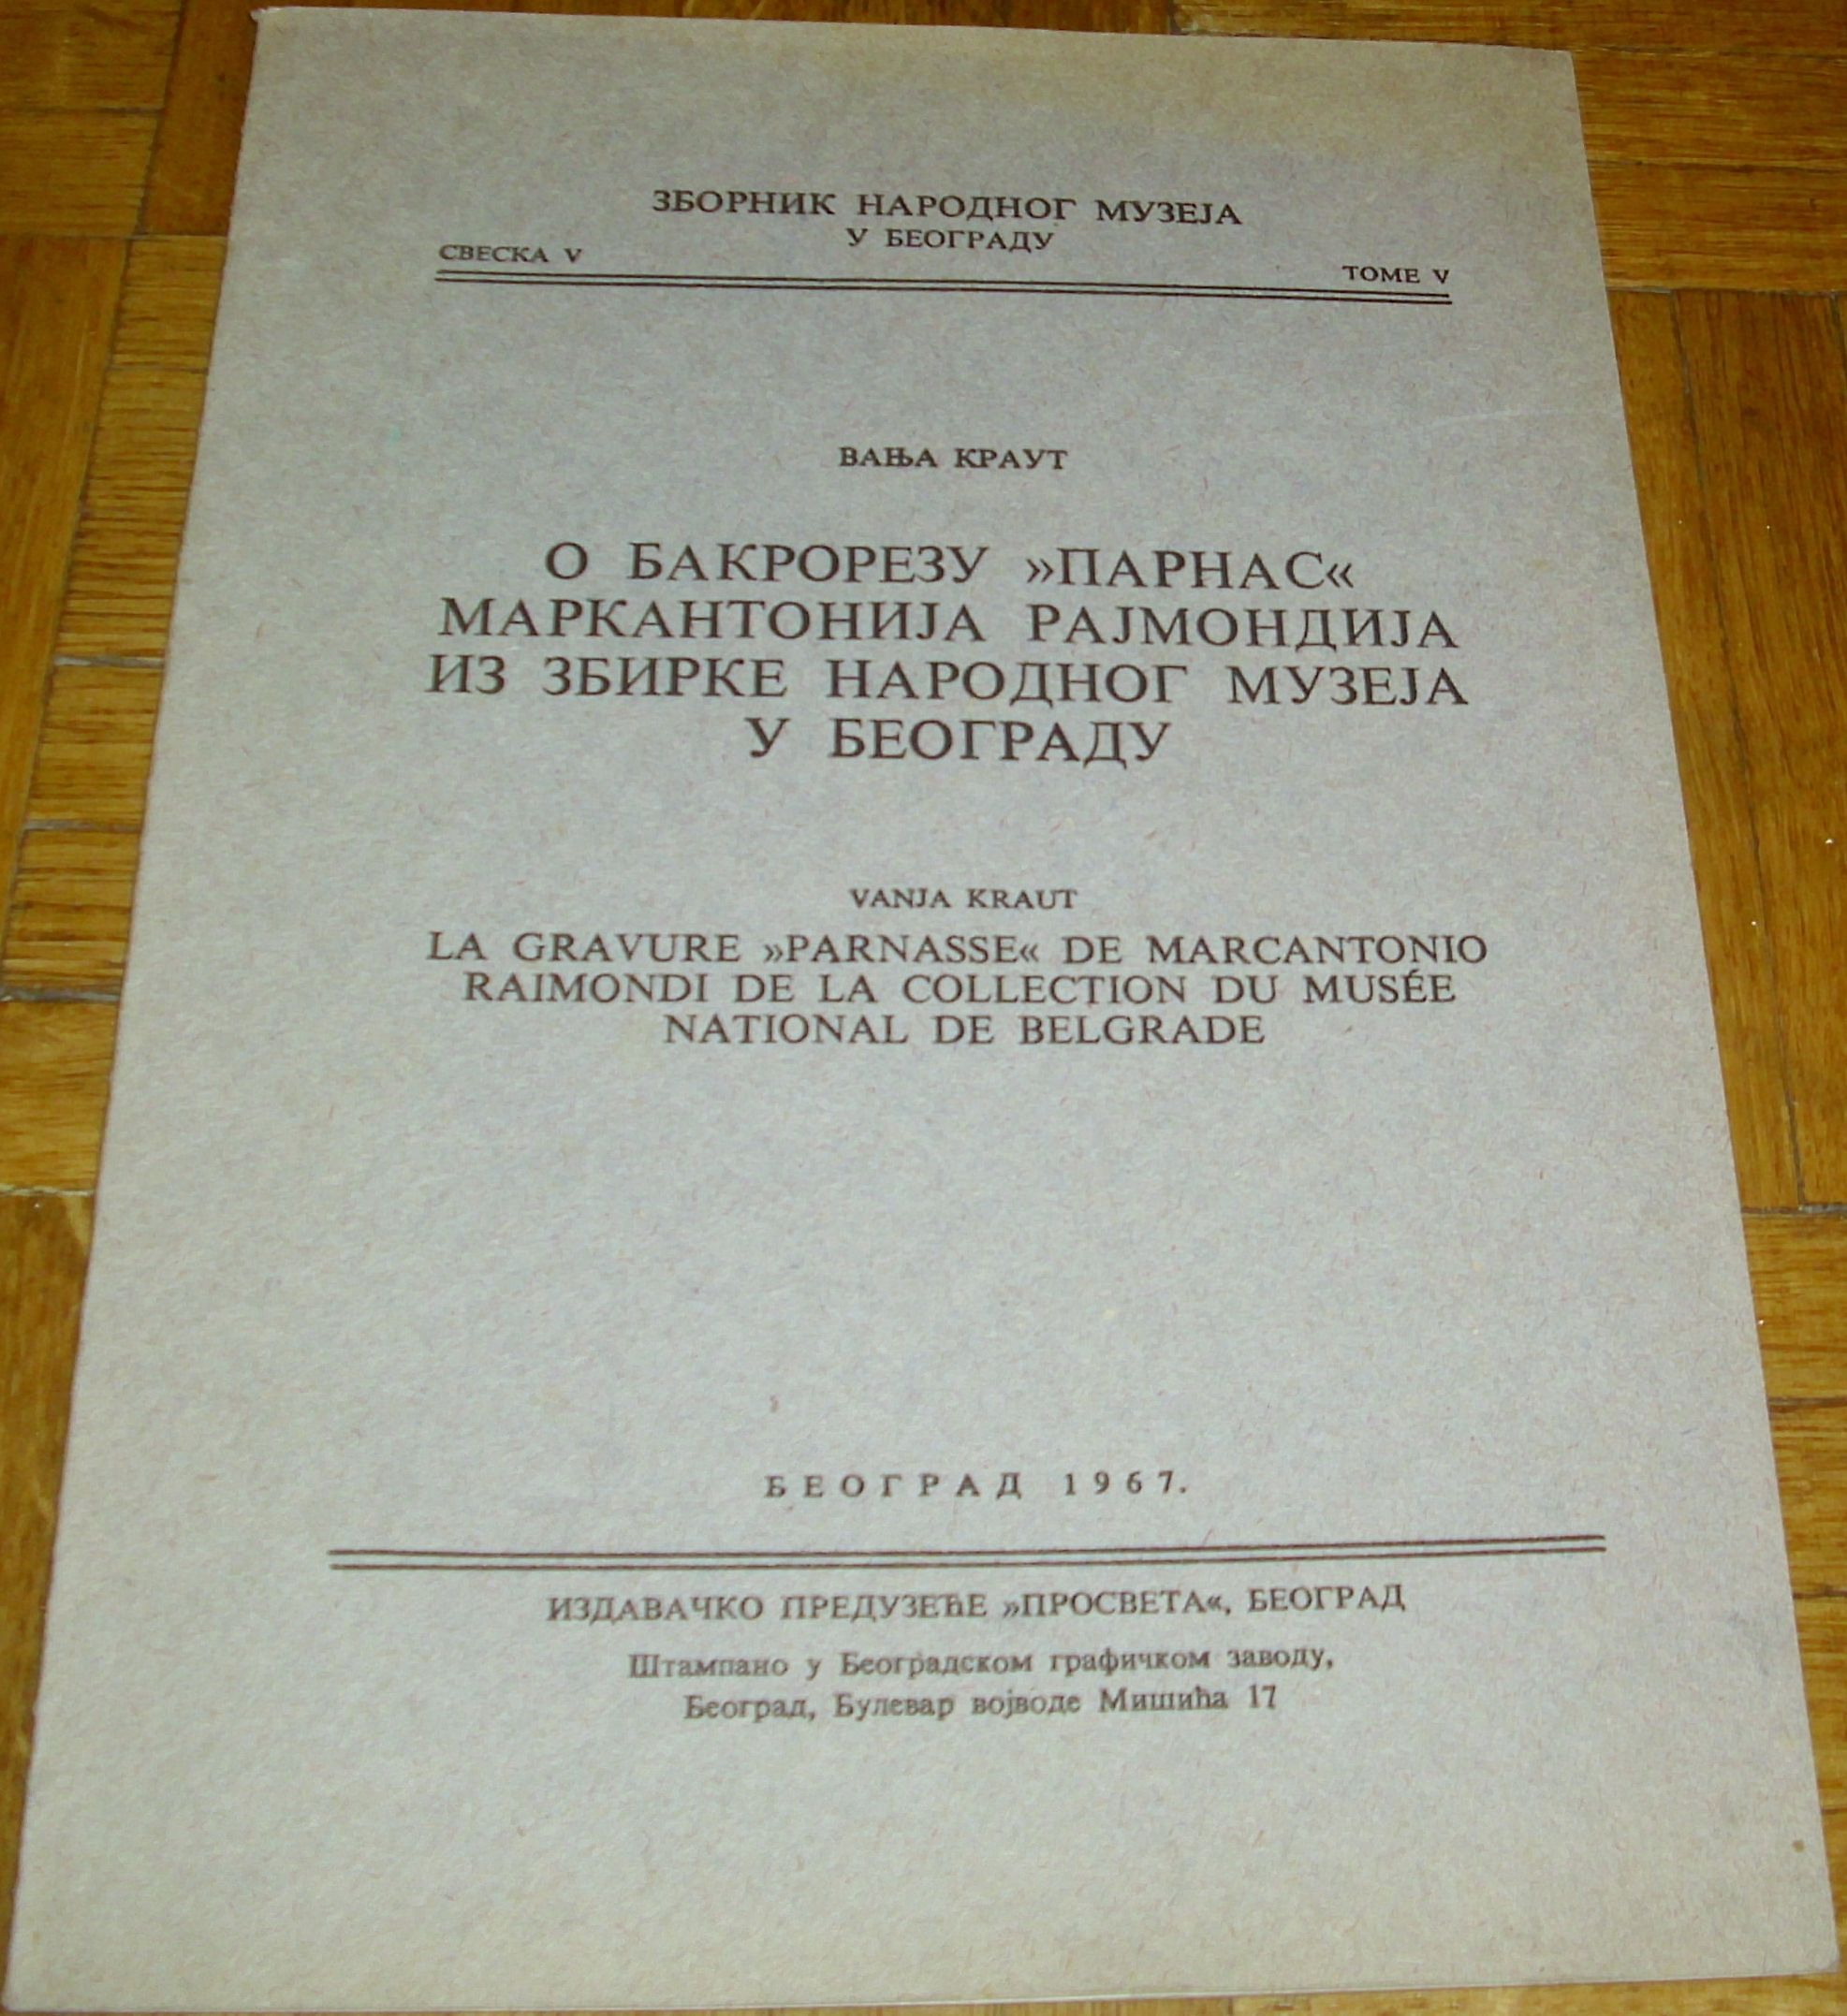 ЗБОРНИК НАРОДНОГ МУЗЕЈА
У БЕОГРАДУ
СВЕСКА V
TOME V
ВАЊА КРАУТ
О БАКРОРЕЗУ »ПАРНАС«
МАРКАНТОНИЈА РАЈМОНДИЈА
ИЗ ЗБИРКЕ НАРОДНОГ МУЗЕЈА
У БЕОГРАДУ
VANJA KRAUT
LA GRAVURE »PARNASSE« DE MARCANTONIO
RAIMONDI DE LA COLLECTION DU MUSÉE
NATIONAL DE BELGRADE
БЕОГРАД 1967.
ИЗДАВАЧКО ПРЕДУЗЕЋЕ »ПРОСВЕТА«, БЕОГРАД
Штампано у Београдском графичком заводу,
Београд, Булевар војводе Мишића 17